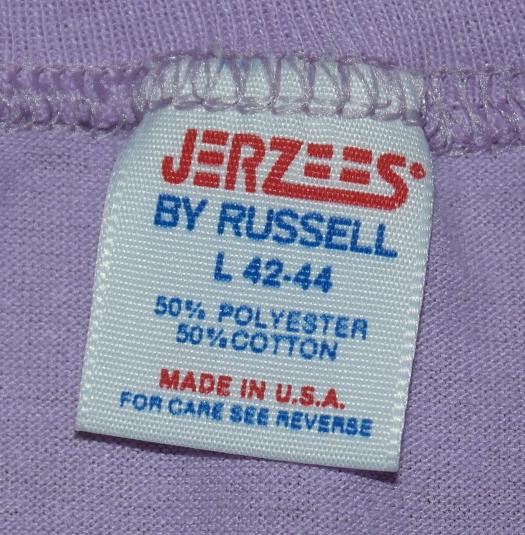 JERZEES®
BY RUSSELL
L 42-44
50% POLYESTER
50% COTTON
MADE IN U.S.A.
FOR CARE SEE REVERSE